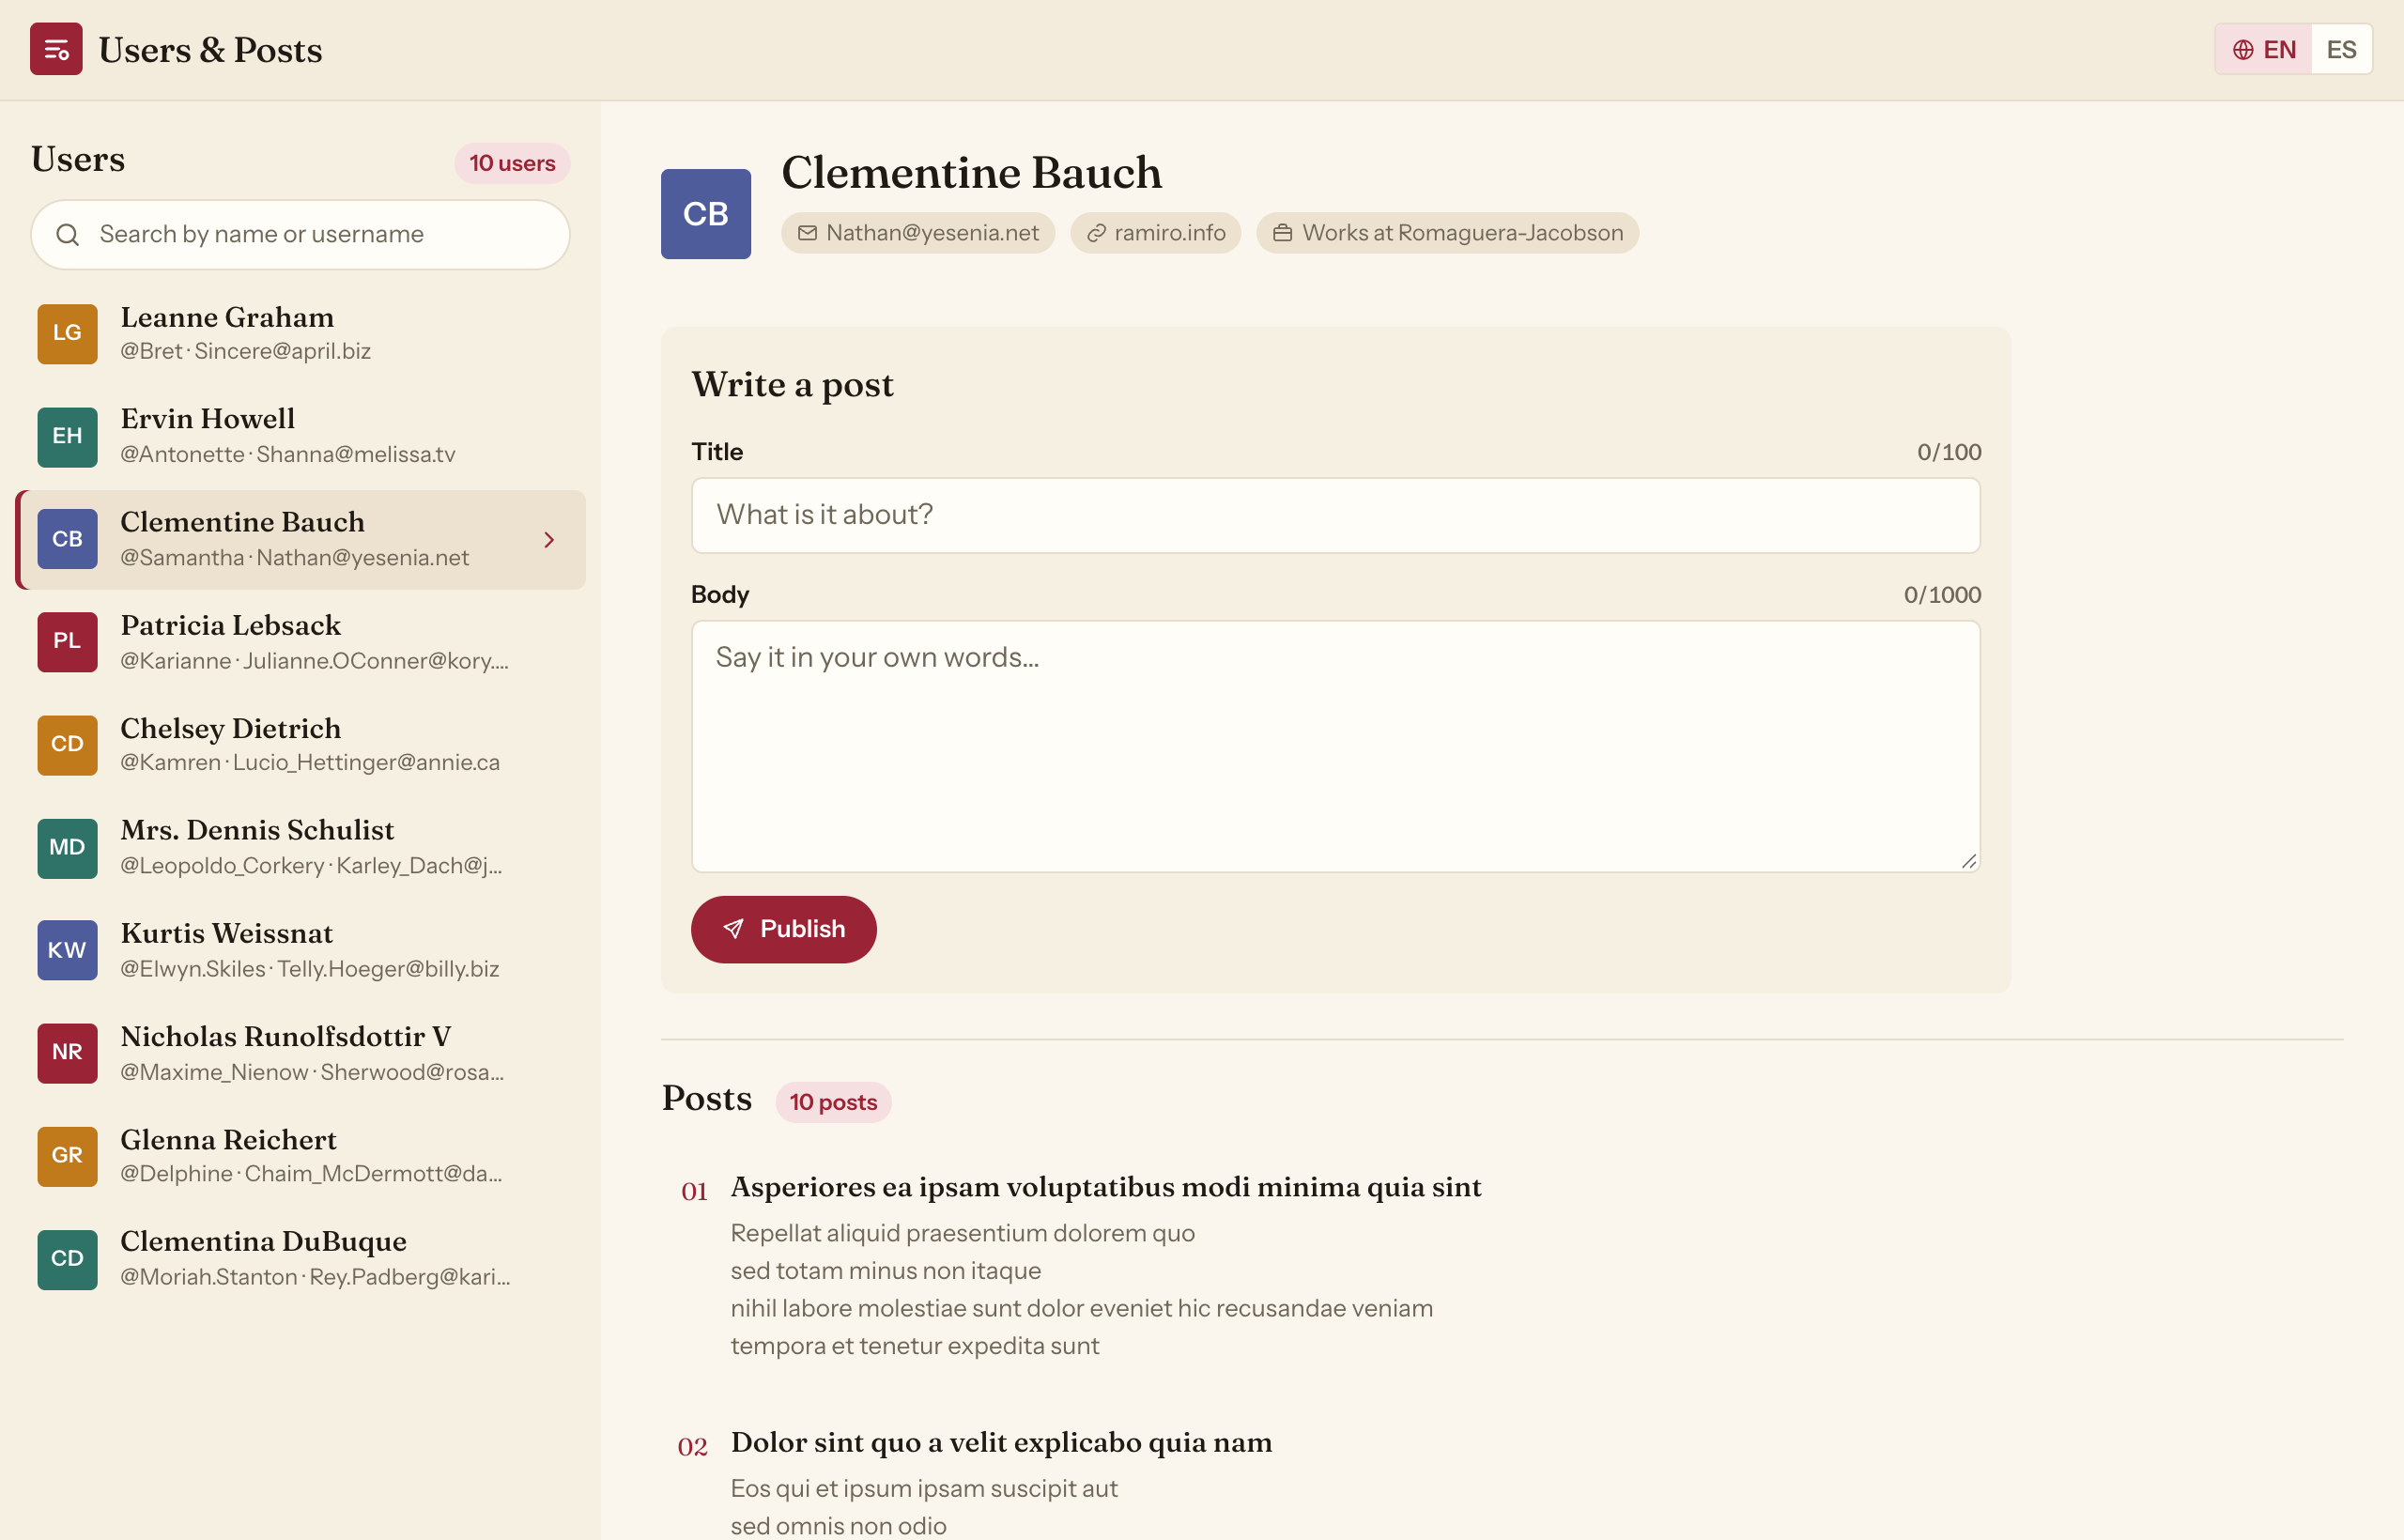 Users & Posts
EN
ES
Users
10 users
Search by name or username
LG
Leanne Graham
@Bret · Sincere@april.biz
EH
Ervin Howell
@Antonette · Shanna@melissa.tv
CB
Clementine Bauch
@Samantha · Nathan@yesenia.net
PL
Patricia Lebsack
@Karianne · Julianne.OConner@kory....
CD
Chelsey Dietrich
@Kamren · Lucio_Hettinger@annie.ca
MD
Mrs. Dennis Schulist
@Leopoldo_Corkery · Karley_Dach@j...
KW
Kurtis Weissnat
@Elwyn.Skiles · Telly.Hoeger@billy.biz
NR
Nicholas Runolfsdottir V
@Maxime_Nienow · Sherwood@rosa...
GR
Glenna Reichert
@Delphine · Chaim_McDermott@da...
CD
Clementina DuBuque
@Moriah.Stanton · Rey.Padberg@kari...
CB
Clementine Bauch
Nathan@yesenia.net
ramiro.info
Works at Romaguera-Jacobson
Write a post
Title
0/100
What is it about?
Body
0/1000
Say it in your own words...
Publish
Posts
10 posts
01
Asperiores ea ipsam voluptatibus modi minima quia sint
Repellat aliquid praesentium dolorem quo
sed totam minus non itaque
nihil labore molestiae sunt dolor eveniet hic recusandae veniam
tempora et tenetur expedita sunt
02
Dolor sint quo a velit explicabo quia nam
Eos qui et ipsum ipsam suscipit aut
sed omnis non odio